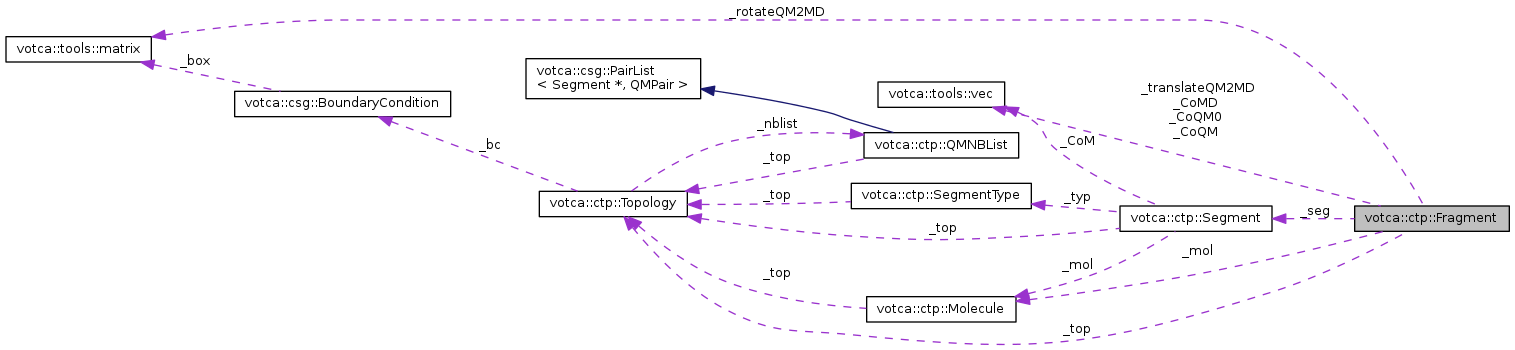 _rotateQM2MD
votca::tools::matrix
_box
votca::csg::PairList
< Segment *, QMPair >
votca::csg::BoundaryCondition
votca::tools::vec
_translateQM2MD
_CoMD
_CoQM0
_CoQM
_nblist
_bc
votca::ctp::QMNBList
_CoM
_top
votca::ctp::Topology
_top
votca::ctp::SegmentType
_typ
votca::ctp::Segment
_seg
votca::ctp::Fragment
_top
_mol
_mol
_top
votca::ctp::Molecule
_top